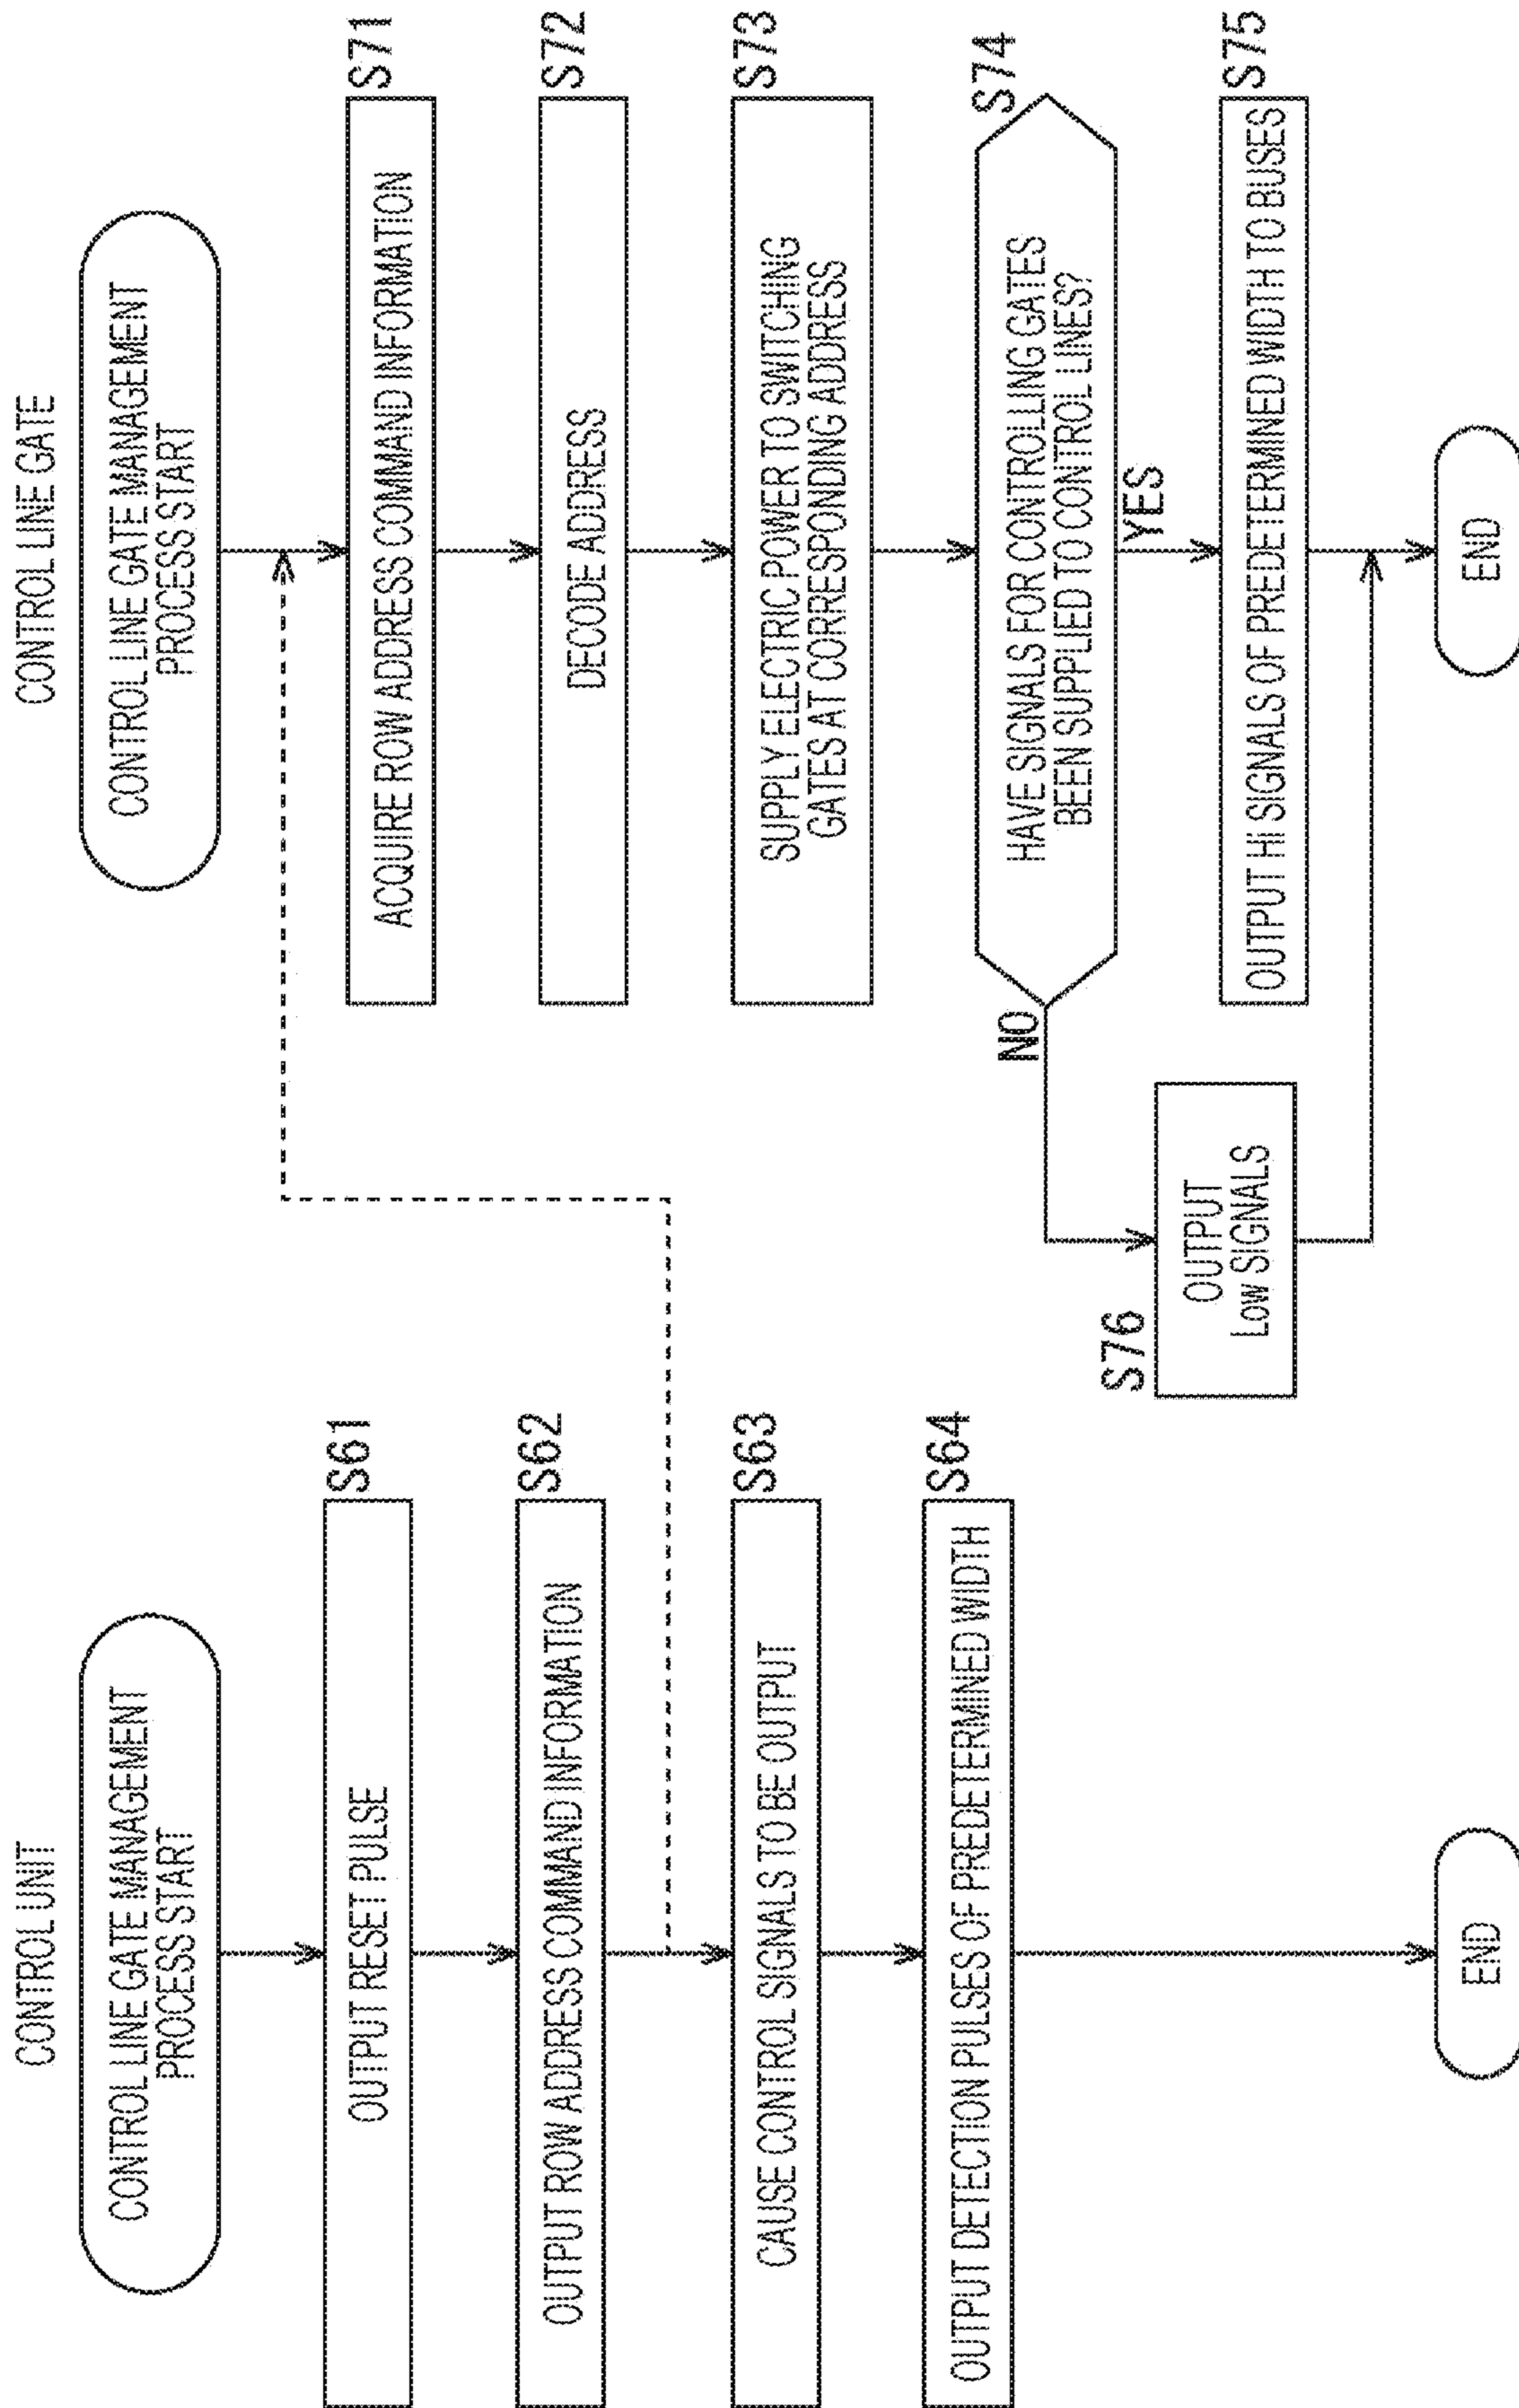 CONTROL UNIT
CONTROL LINE GATE MANAGEMENT
PROCESS START
S61
OUTPUT RESET PULSE
S62
OUTPUT ROW ADDRESS COMMAND INFORMATION
S63
CAUSE CONTROL SIGNALS TO BE OUTPUT
S64
OUTPUT DETECTION PULSES OF PREDETERMINED WIDTH
END
CONTROL LINE GATE
CONTROL LINE GATE MANAGEMENT
PROCESS START
S71
ACQUIRE ROW ADDRESS COMMAND INFORMATION
S72
DECODE ADDRESS
S73
SUPPLY ELECTRIC POWER TO SWITCHING
GATES AT CORRESPONDING ADDRESS
S74
HAVE SIGNALS FOR CONTROLLING GATES
BEEN SUPPLIED TO CONTROL LINES?
NO
YES
S76
OUTPUT
Low SIGNALS
S75
OUTPUT HI SIGNALS OF PREDETERMINED WIDTH TO BUSES
END